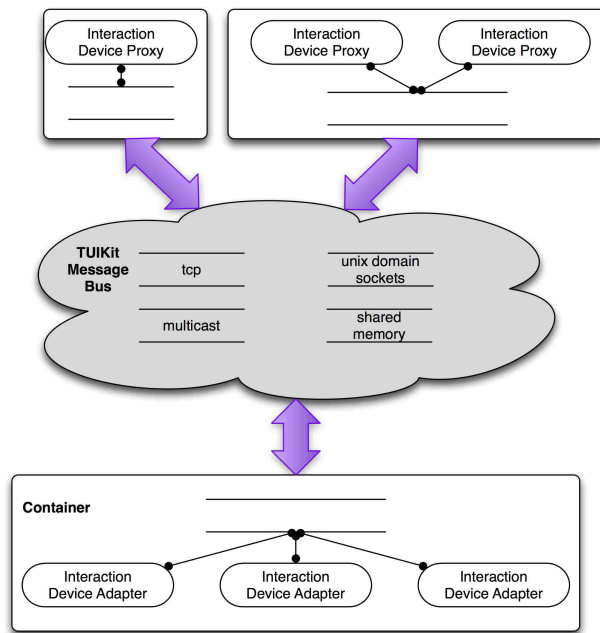 Interaction
Device Proxy
Interaction
Device Proxy
Interaction
Device Proxy
TUIKit
Message
Bus
tcp
unix domain
sockets
multicast
shared
memory
Container
Interaction
Device Adapter
Interaction
Device Adapter
Interaction
Device Adapter